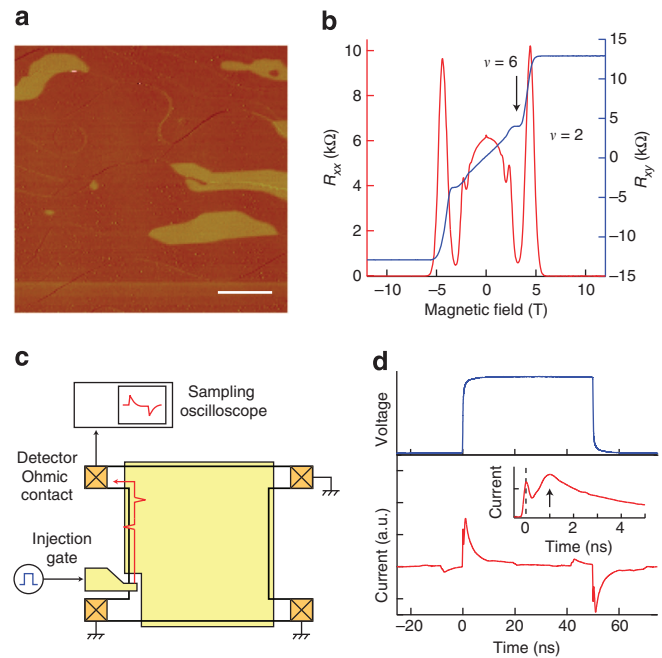 a
b
ν = 6
ν = 2
10
8
6
4
2
0
15
10
5
0
−5
−10
−15
Rxx (kΩ)
Rxy (kΩ)
−10
−5
0
5
10
Magnetic field (T)
c
Sampling
oscilloscope
Detector
Ohmic
contact
Injection
gate
d
Voltage
Current (a.u.)
Current
0
2
4
Time (ns)
−20
0
20
40
60
Time (ns)